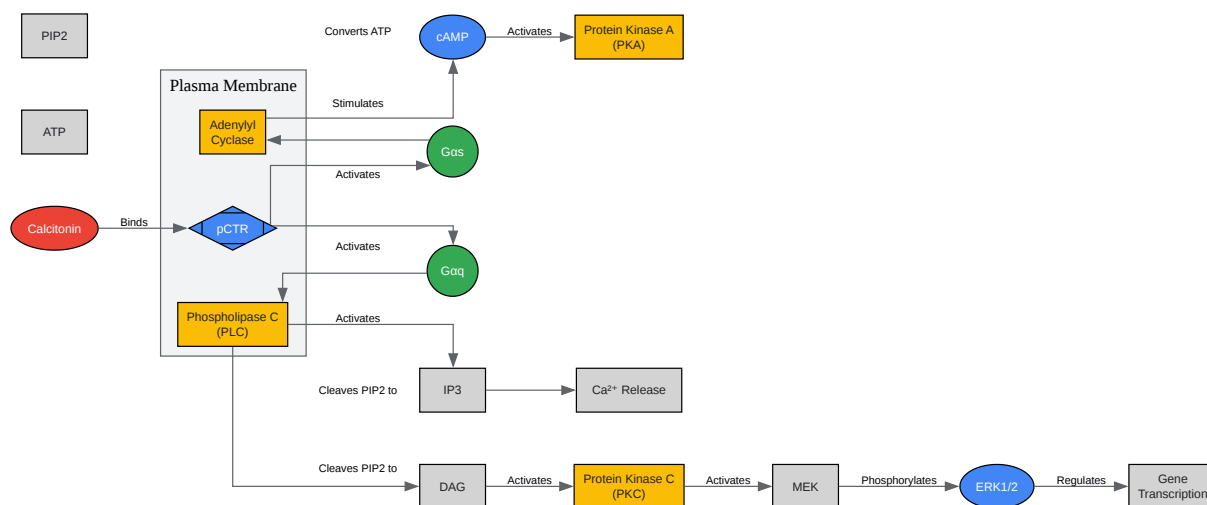 PIP2
Converts ATP
cAMP
Activates
Protein Kinase A
(PKA)
Plasma Membrane
Stimulates
ATP
Adenylyl
Cyclase
Gαs
Activates
Calcitonin
Binds
pCTR
Activates
Gαq
Phospholipase C
(PLC)
Activates
Cleaves PIP2 to
IP3
Ca²⁺ Release
Cleaves PIP2 to
DAG
Activates
Protein Kinase C
(PKC)
Activates
MEK
Phosphorylates
ERK1/2
Regulates
Gene
Transcription